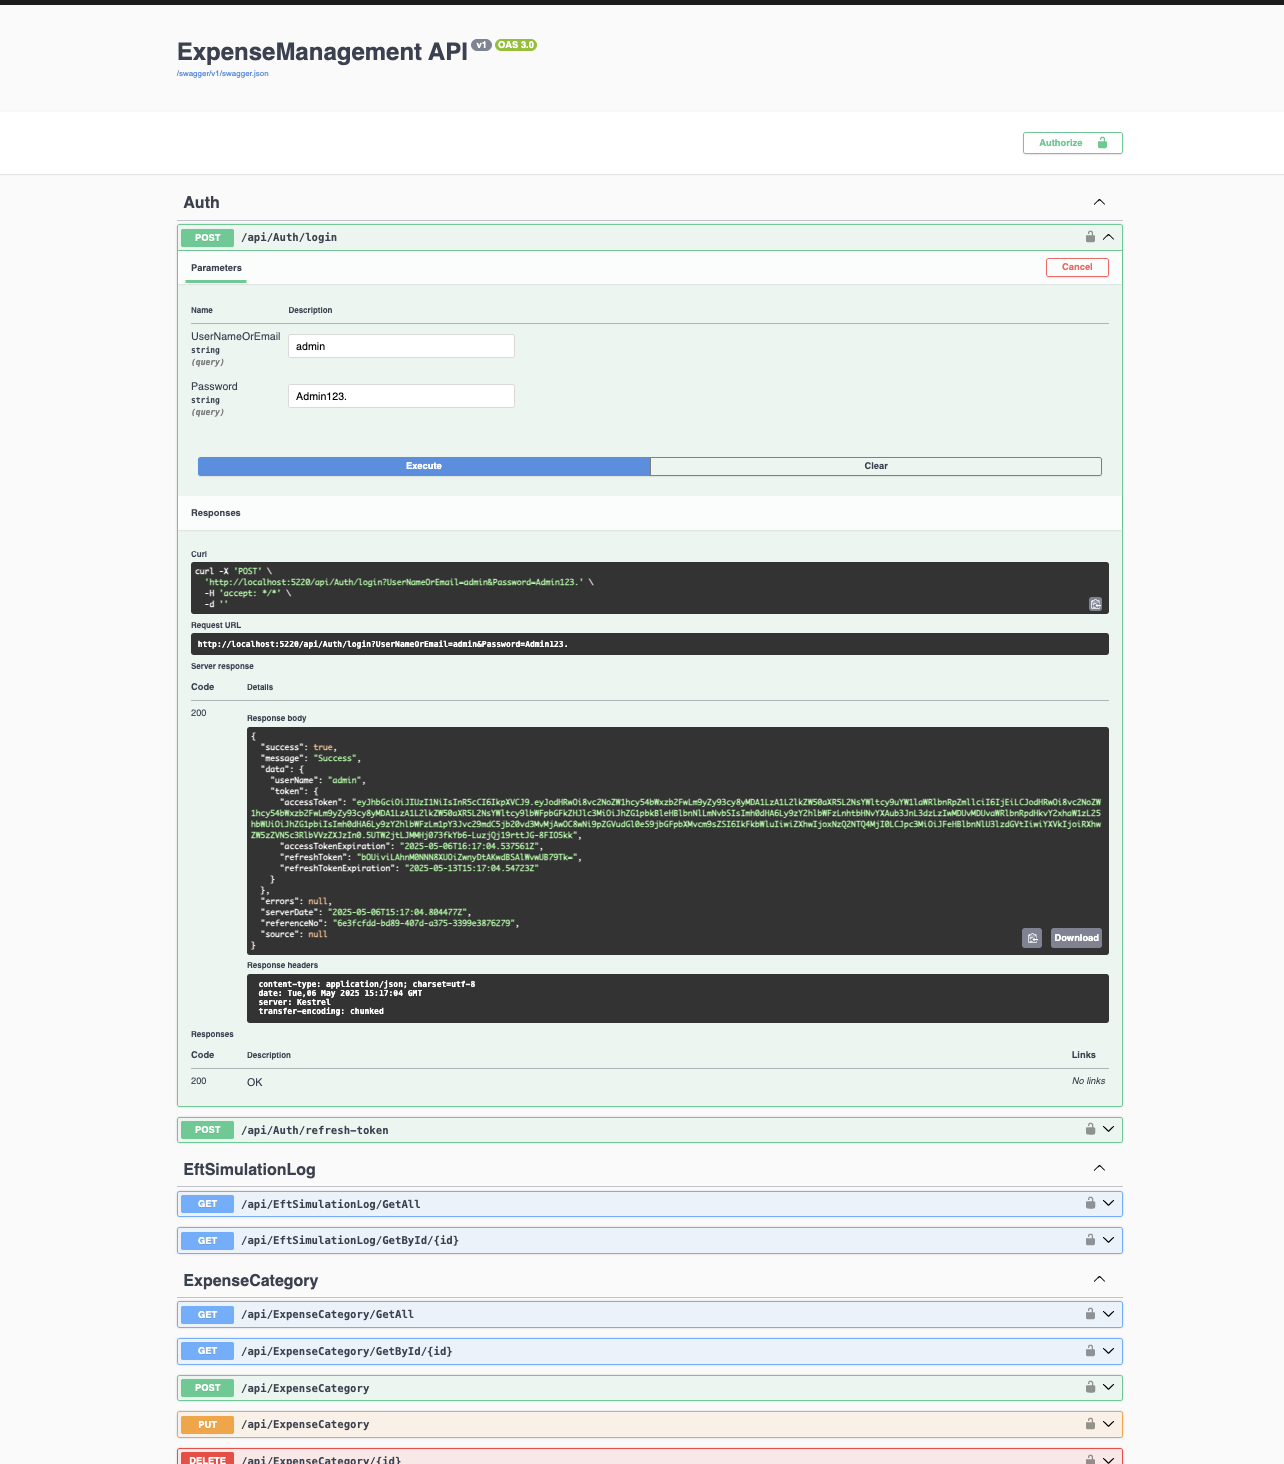 ExpenseManagement API v1 OAS 3.0
/swagger/v1/swagger.json
Authorize
Auth
POST /api/Auth/login
Parameters Cancel
Name Description
UserNameOrEmail
string
(query)
admin
Password
string
(query)
Admin123.
Execute Clear
Responses
Curl
curl -X 'POST' \
'http://localhost:5220/api/Auth/login?UserNameOrEmail=admin&Password=Admin123.' \
-H 'accept: */*' \
-d ''
Request URL
http://localhost:5220/api/Auth/login?UserNameOrEmail=admin&Password=Admin123.
Server response
Code Details
200
Response body
{
"success": true,
"message": "Success",
"data": {
"userName": "admin",
"token": {
"accessToken":
"accessTokenExpiration": "2025-05-06T16:17:04.537561Z",
"refreshToken":
"refreshTokenExpiration": "2025-05-13T15:17:04.54723Z"
}
},
"errors": null,
"serverDate": "2025-05-06T15:17:04.804477Z",
"referenceNo": "6e3fcfdd-bd89-407d-a375-3399e3876279",
"source": null
}
Download
Response headers
content-type: application/json; charset=utf-8
date: Tue,06 May 2025 15:17:04 GMT
server: Kestrel
transfer-encoding: chunked
Responses
Code Description Links
200 OK No links
POST /api/Auth/refresh-token
EftSimulationLog
GET /api/EftSimulationLog/GetAll
GET /api/EftSimulationLog/GetById/{id}
ExpenseCategory
GET /api/ExpenseCategory/GetAll
GET /api/ExpenseCategory/GetById/{id}
POST /api/ExpenseCategory
PUT /api/ExpenseCategory
DELETE /api/ExpenseCategory/{id}